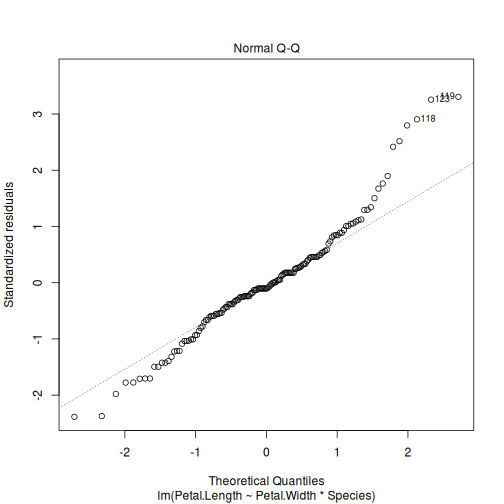 Normal Q-Q
Standardized residuals
3
2
1
0
-1
-2
119
123
118
-2 -1 0 1 2
Theoretical Quantiles
lm(Petal.Length ~ Petal.Width * Species)